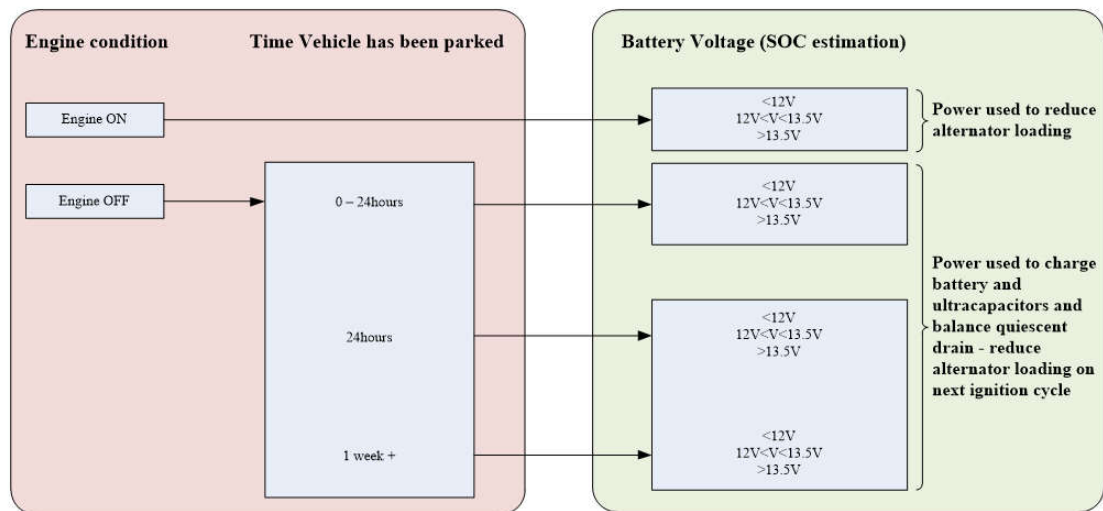 Engine condition
Time Vehicle has been parked
Battery Voltage (SOC estimation)
Engine ON
<12V
12V<V<13.5V
>13.5V
Power used to reduce
alternator loading
Engine OFF
0 – 24hours
<12V
12V<V<13.5V
>13.5V
24hours
<12V
12V<V<13.5V
>13.5V
1 week +
<12V
12V<V<13.5V
>13.5V
Power used to charge
battery and
ultracapacitors and
balance quiescent
drain - reduce
alternator loading on
next ignition cycle